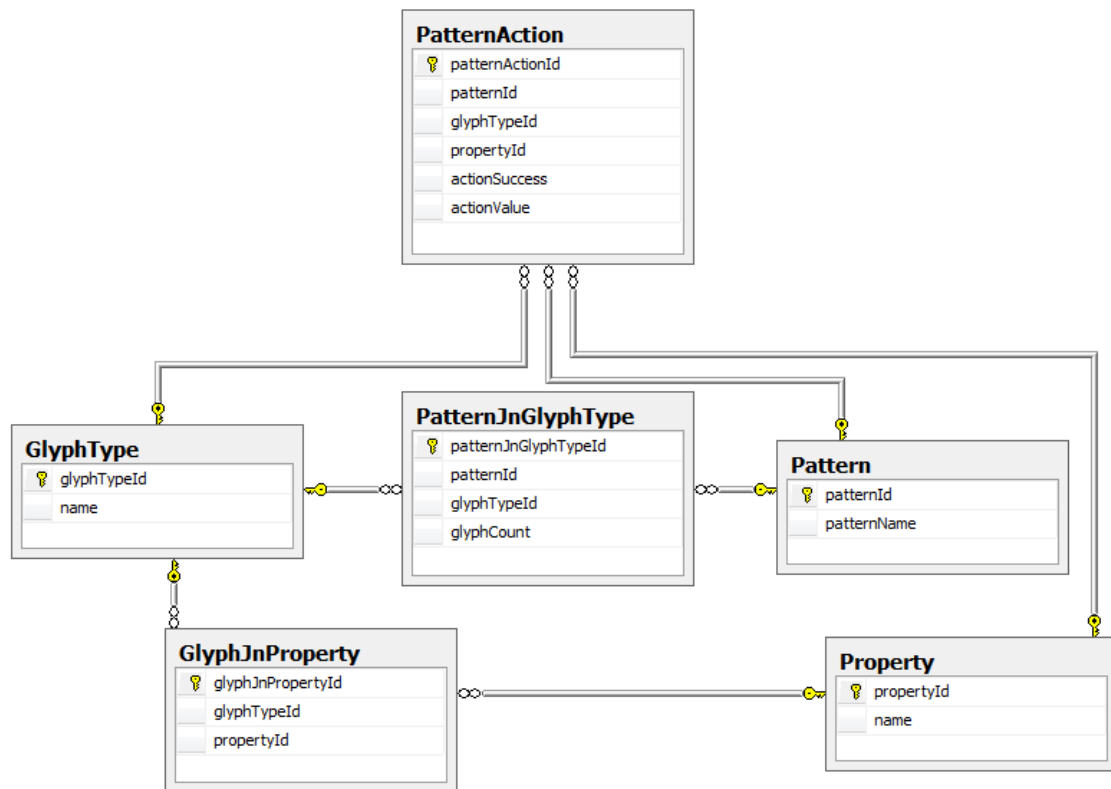 PatternAction
patternActionId
patternId
glyphTypeId
propertyId
actionSuccess
actionValue
GlyphType
glyphTypeId
name
PatternJnGlyphType
patternJnGlyphTypeId
patternId
glyphTypeId
glyphCount
Pattern
patternId
patternName
GlyphJnProperty
glyphJnPropertyId
glyphTypeId
propertyId
Property
propertyId
name